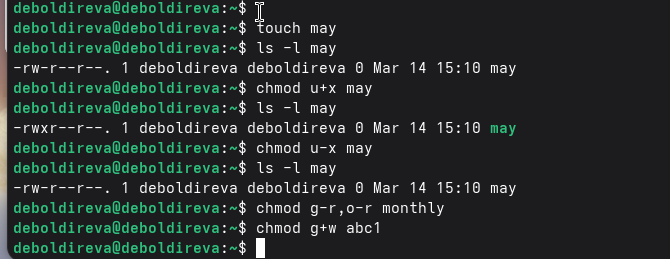 deboldireva@deboldireva:~$
deboldireva@deboldireva:~$ touch may
deboldireva@deboldireva:~$ ls -l may
-rw-r--r--. 1 deboldireva deboldireva 0 Mar 14 15:10 may
deboldireva@deboldireva:~$ chmod u+x may
deboldireva@deboldireva:~$ ls -l may
-rwxr--r--. 1 deboldireva deboldireva 0 Mar 14 15:10 may
deboldireva@deboldireva:~$ chmod u-x may
deboldireva@deboldireva:~$ ls -l may
-rw-r--r--. 1 deboldireva deboldireva 0 Mar 14 15:10 may
deboldireva@deboldireva:~$ chmod g-r,o-r monthly
deboldireva@deboldireva:~$ chmod g+w abc1
deboldireva@deboldireva:~$